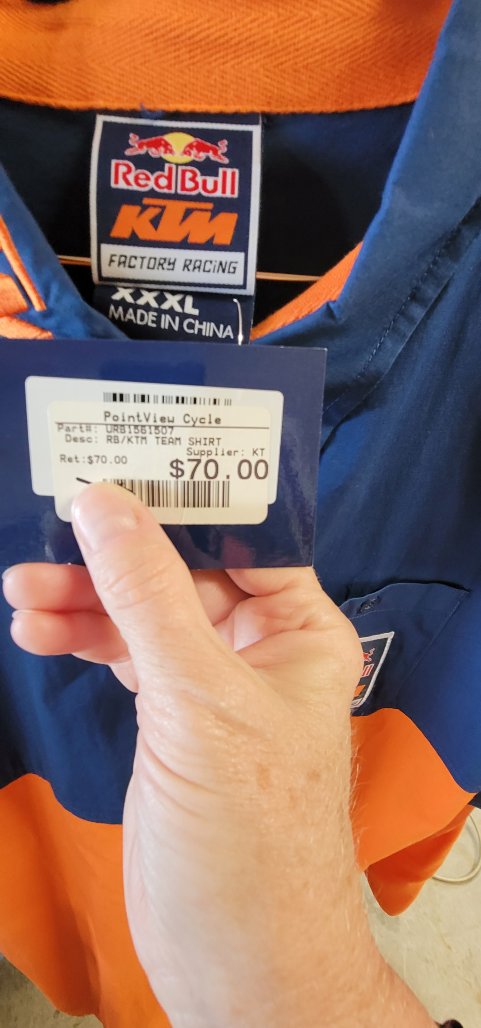 Red Bull
KTM
FACTORY RACING
XXXL
MADE IN CHINA
PointView Cycle
Part#: URB1561507
Desc: RB/KTM TEAM SHIRT
Supplier: KT
Ret:$70.00
$70.00